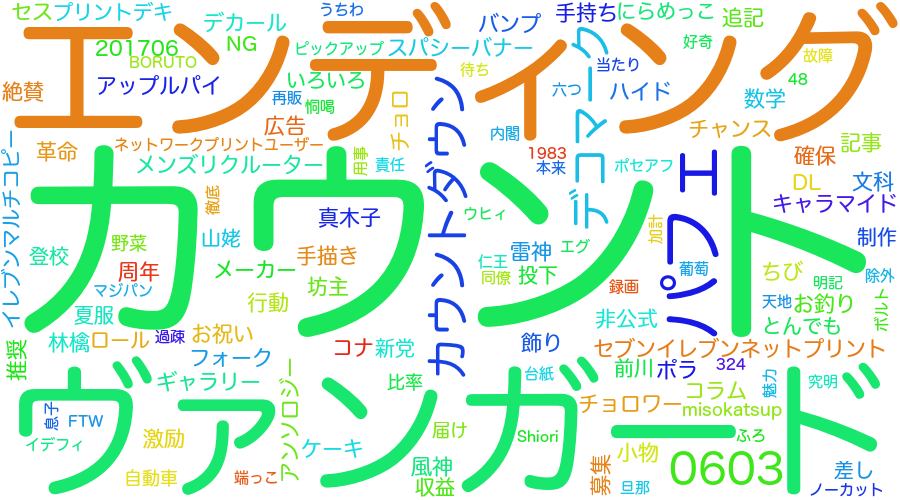 セスプリントデキ
デカール
うちわ
バンプ
手持ち
にらめっこ
追記
エンディング
201706
NG
BORUTO
ピックアップ
スパシーバナー
好奇
故障
アップルパイ
いろいろ
待ち
当たり
絶賛
再販
恫喝
チョロ
六つ
ハイド
48
数学
広告
カウントダウン
デコマーク
内閣
チャンス
革命
ネットワークプリントユーザー
メンズリクルーター
用事
責任
1983
本来
ポセアフ
パフェ
確保
記事
イレブンマルチコピー
カウント
徹底
DL
文科
真木子
ウヒィ
加計
キャラマイド
登校
野菜
山姥
手描き
雷神
エグ
制作
周年
メーカー
仁王
投下
葡萄
ちび
除外
マジパン
坊主
同僚
録画
明記
夏服
行動
天地
お釣り
ボルト
非公式
とんでも
林檎
ロール
過疎
お祝い
飾り
推奨
フォーク
コナ
新党
セブンイレブンネットプリント
ヴァンガード
ギャラリー
アンソロジー
比率
台紙
前川
ポラ
324
魅力
究明
息子
FTW
チョロワー
コラム
misokatsup
イデフィ
激励
ケーキ
届け
Shiori
ふろ
自動車
端っこ
風神
収益
募集
小物
旦那
0603
差し
ノーカット